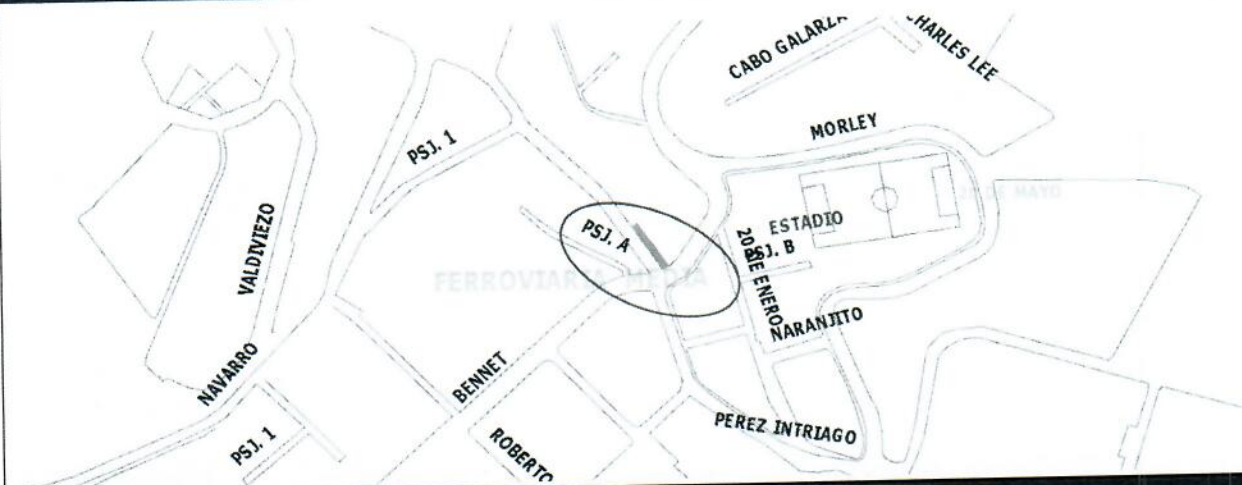 CABO GALARZA
CHARLES LEE
MORLEY
PSJ. 1
VALDIVIEZO
PSJ. A
ESTADIO
20 DE ENERO
PSJ. B
FERROVIARIA MEDIA
NARANJITO
NAVARRO
BENNET
PEREZ INTRIAGO
PSJ. 1
ROBERTO